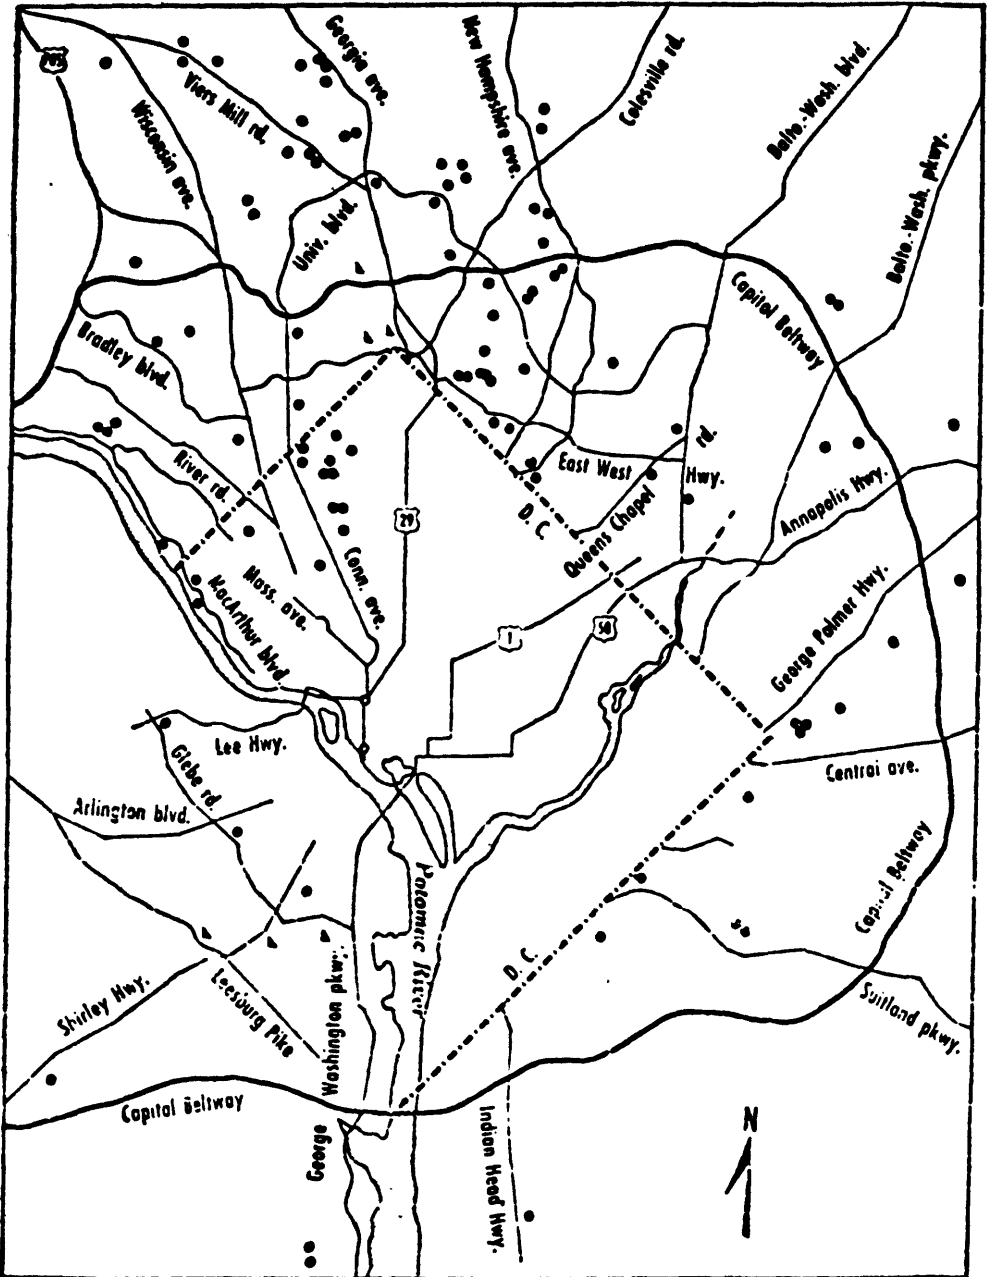 Georgia ave.
New Hampshire ave.
Colesville rd.
Viers Mill rd.
Wisconsin ave.
Balto.-Wash. blvd.
Balto.-Wash. pkwy.
Univ. blvd.
Capital Beltway
Bradley blvd.
River rd.
East West
Hwy.
Queens Chapel
rd.
Annapolis Hwy.
D. C.
29
Conn. ave.
Mass. ave.
MacArthur blvd
1
50
George Palmer Hwy.
Lee Hwy.
Glebe rd.
Central ave.
Arlington blvd.
Capital Beltway
Potomac River
D. C.
Shirley Hwy.
Leesburg Pike
George
Washington pkwy.
Suitland pkwy.
Capital Beltway
Indian Head Hwy.
N